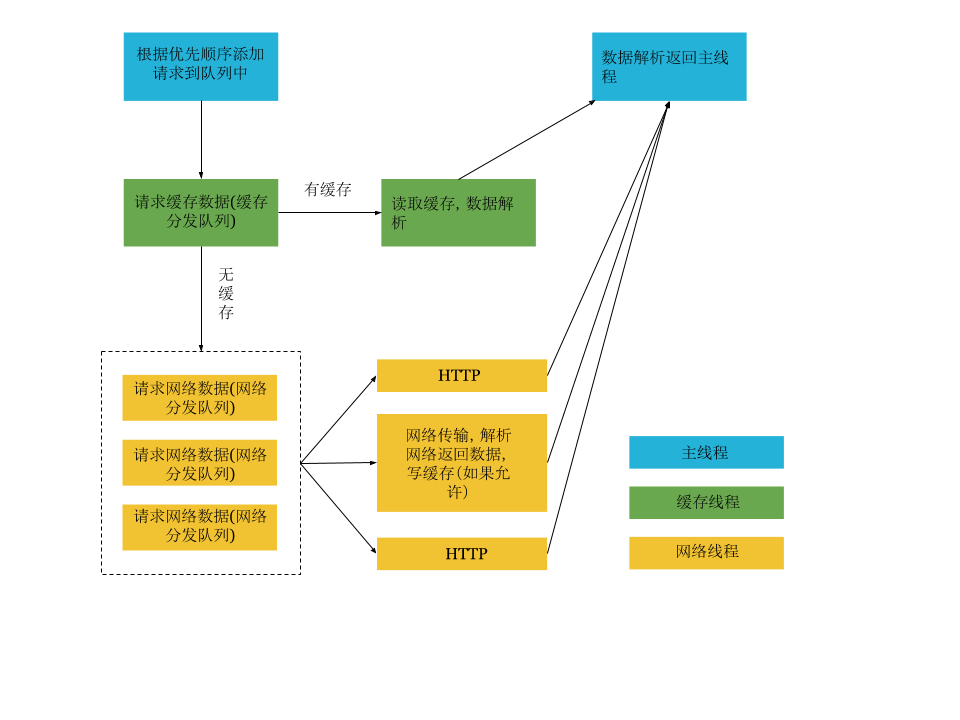 根据优先顺序添加
请求到队列中
数据解析返回主线
程
请求缓存数据(缓存
分发队列)
有缓存
读取缓存, 数据解
析
无
缓
存
请求网络数据(网络
分发队列)
请求网络数据(网络
分发队列)
请求网络数据(网络
分发队列)
HTTP
网络传输, 解析
网络返回数据,
写缓存(如果允
许)
HTTP
主线程
缓存线程
网络线程